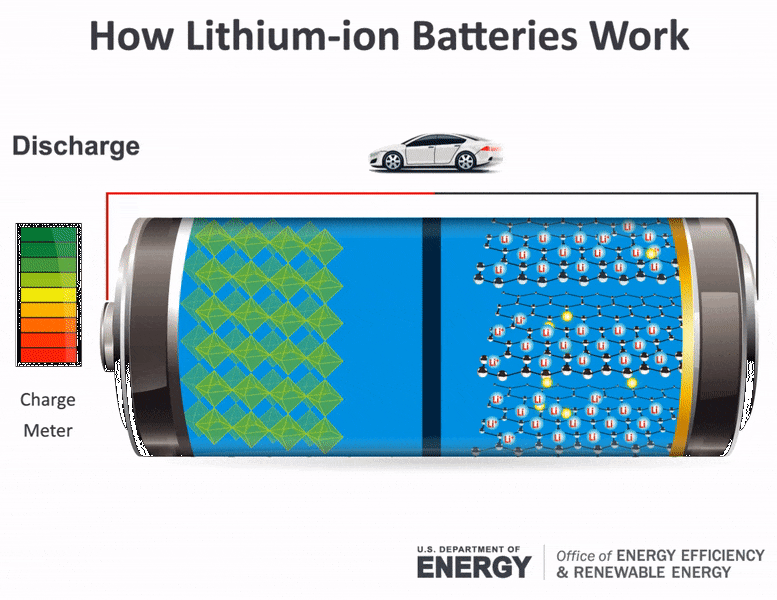 How Lithium-ion Batteries Work
Discharge
Charge
Meter
U.S. DEPARTMENT OF
ENERGY
Office of ENERGY EFFICIENCY
& RENEWABLE ENERGY